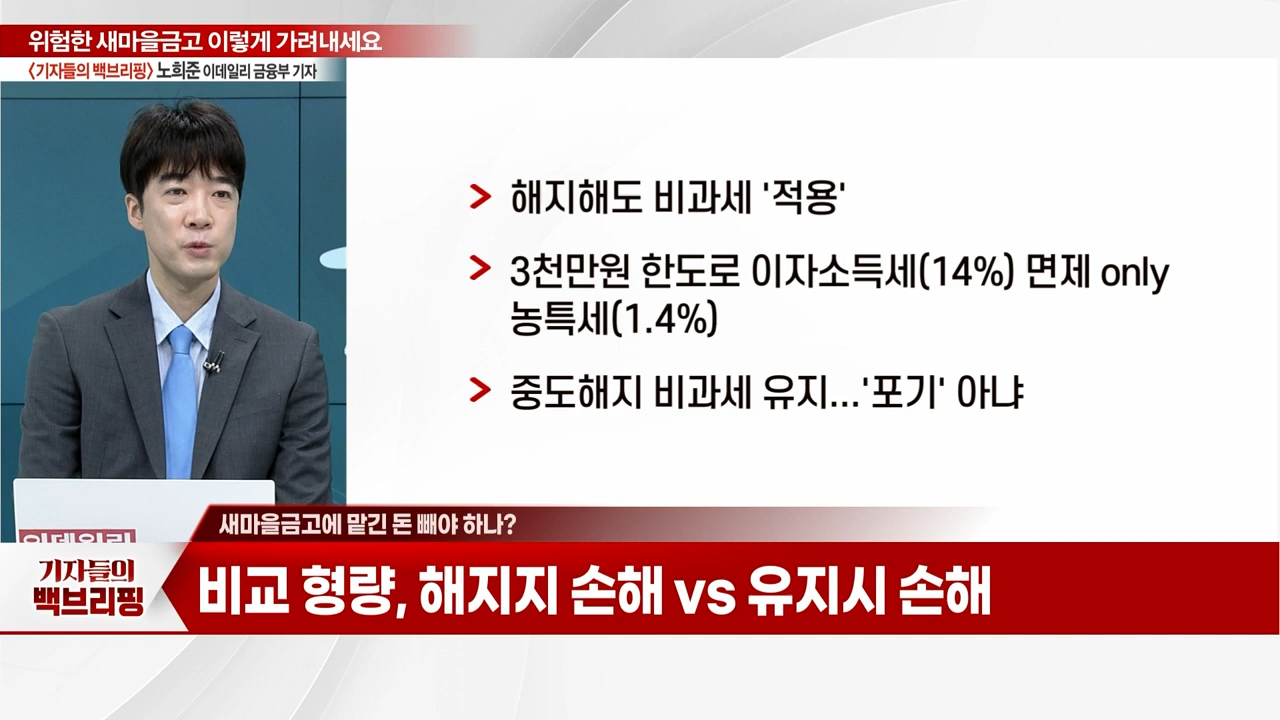 위험한 새마을금고 이렇게 가려내세요
<기자들의 백브리핑> 노희준 이데일리 금융부 기자
> 해지해도 비과세 '적용'
> 3천만원 한도로 이자소득세(14%) 면제 only
농특세(1.4%)
> 중도해지 비과세 유지...'포기' 아냐
이데일리
새마을금고에 맡긴 돈 빼야 하나?
기자들의
백브리핑
비교 형량, 해지지 손해 vs 유지시 손해